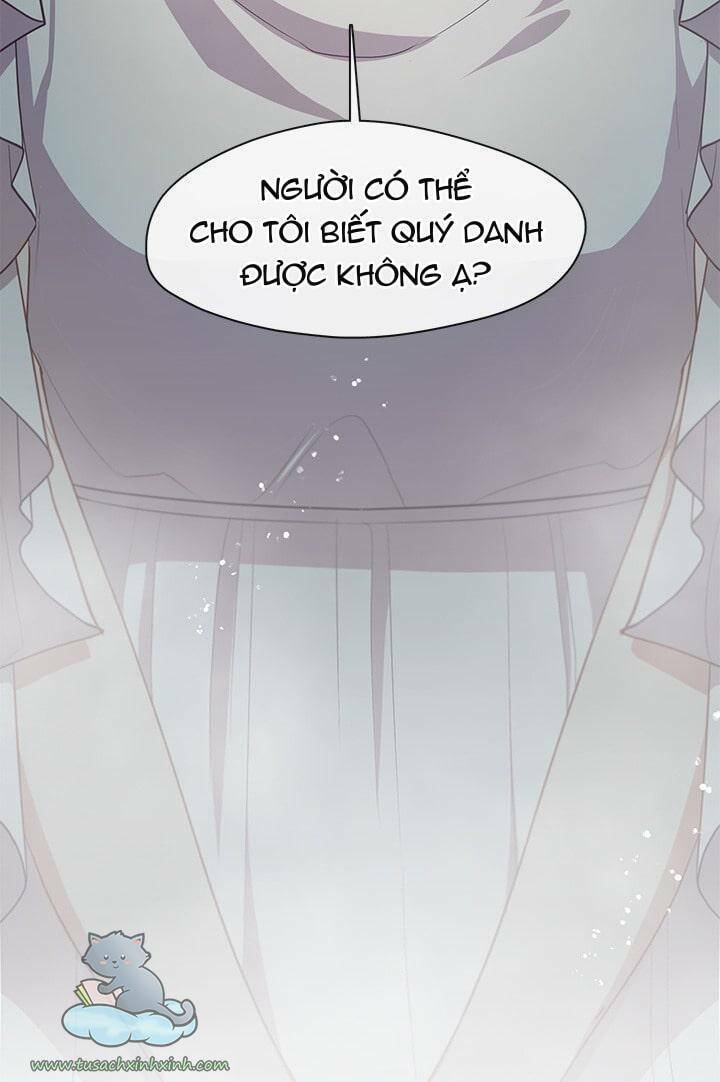 NGƯỜI CÓ THỂ
CHO TÔI BIẾT QUÝ DANH
ĐƯỢC KHÔNG Ạ?
www.tusachxinhxinh.com